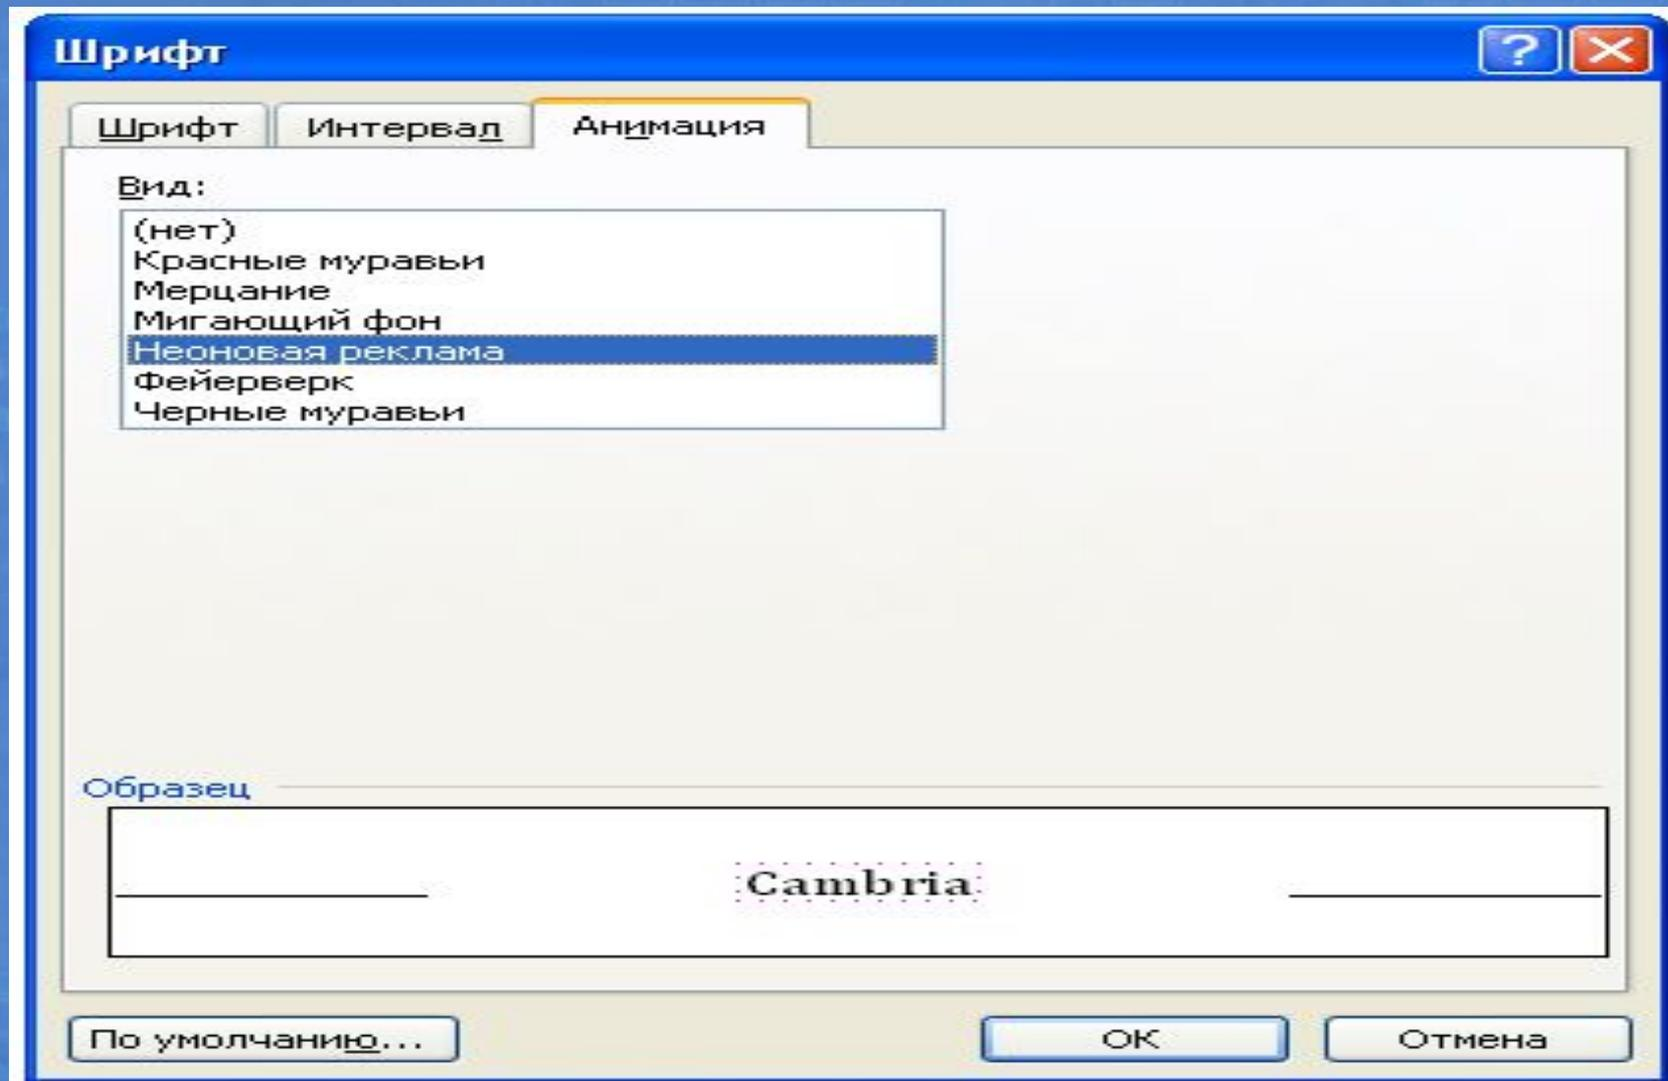 Шрифт
Шрифт Интервал Анимация
Вид:
(нет)
Красные муравьи
Мерцание
Мигающий фон
Неоновая реклама
Фейерверк
Черные муравьи
Образец
Cambria
По умолчанию... ОК Отмена